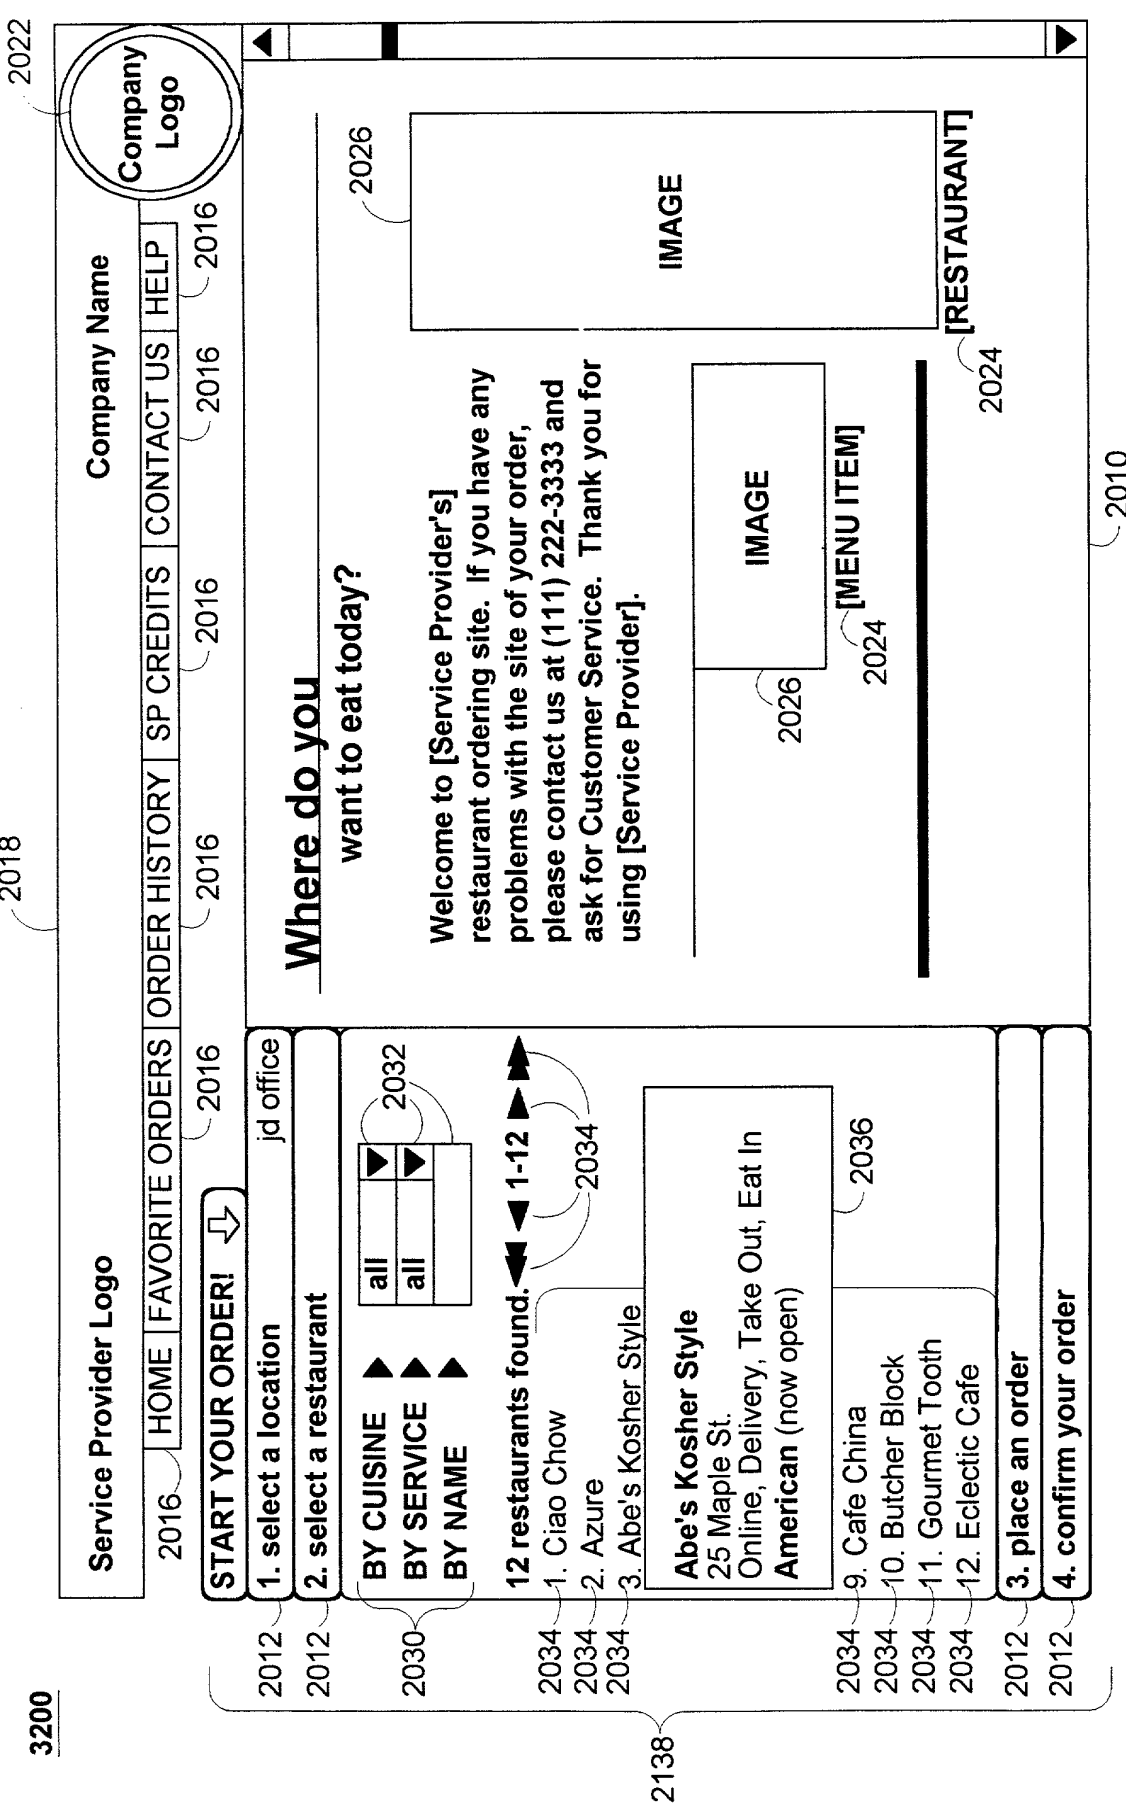 3200
2018
2022
Service Provider Logo
Company Name
Company
Logo
HOME
FAVORITE ORDERS
ORDER HISTORY
SP CREDITS
CONTACT US
HELP
2016
2016
2016
2016
2016
2016
START YOUR ORDER!
2012
1. select a location
jd office
2012
2. select a restaurant
2030
BY CUISINE
all
BY SERVICE
all
BY NAME
2032
12 restaurants found.
1-12
2034
2034
1. Ciao Chow
2034
2. Azure
2034
3. Abe's Kosher Style
Abe's Kosher Style
25 Maple St.
Online, Delivery, Take Out, Eat In
American (now open)
2036
2034
9. Cafe China
2034
10. Butcher Block
2034
11. Gourmet Tooth
2034
12. Eclectic Cafe
2012
3. place an order
2012
4. confirm your order
2138
Where do you
want to eat today?
Welcome to [Service Provider's]
restaurant ordering site. If you have any
problems with the site of your order,
please contact us at (111) 222-3333 and
ask for Customer Service. Thank you for
using [Service Provider].
2026
IMAGE
[RESTAURANT]
2024
IMAGE
2026
[MENU ITEM]
2024
2010